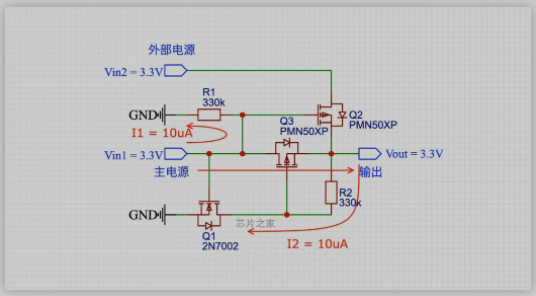 外部电源
Vin2 = 3.3V
R1
330k
GND
I1 = 10uA
Q3
PMN50XP
Q2
PMN50XP
Vin1 = 3.3V
Vout = 3.3V
主电源
输出
R2
330k
GND
芯片之家
Q1
2N7002
I2 = 10uA